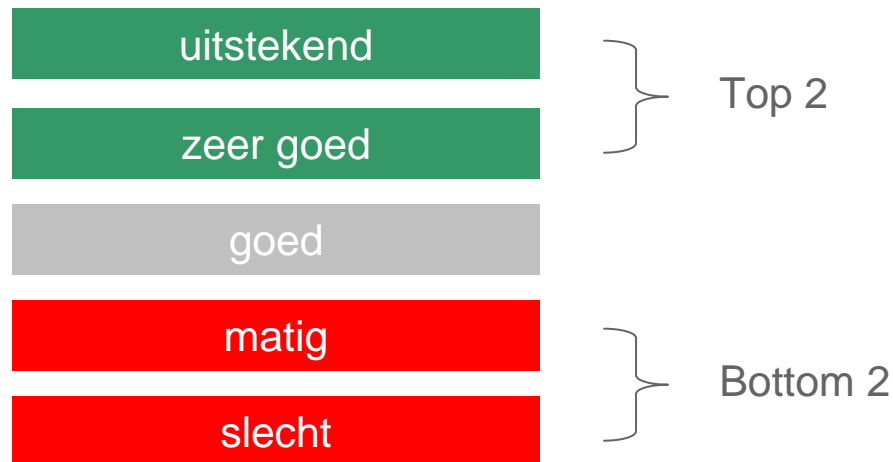 uitstekend
Top 2
zeer goed
goed
matig
Bottom 2
slecht